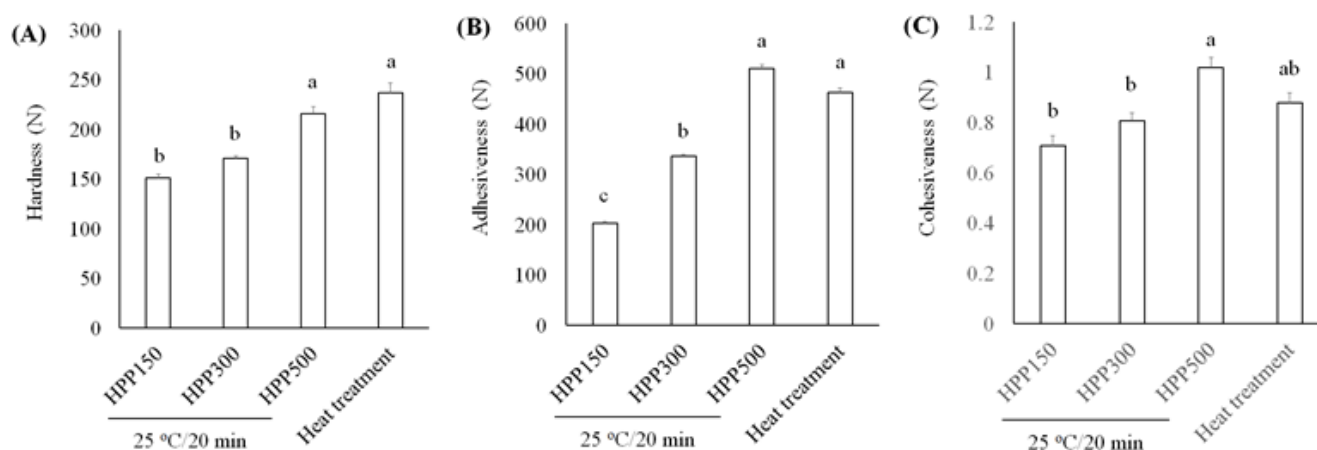 (A)
Hardness (N)
300
250
200
150
100
50
0
b
b
a
a
HPP150
HPP300
HPP500
Heat treatment
25 ºC/20 min
(B)
Adhesiveness (N)
600
500
400
300
200
100
0
c
b
a
a
HPP150
HPP300
HPP500
Heat treatment
25 ºC/20 min
(C)
Cohesiveness (N)
1.2
1
0.8
0.6
0.4
0.2
0
b
b
a
ab
HPP150
HPP300
HPP500
Heat treatment
25 ºC/20 min